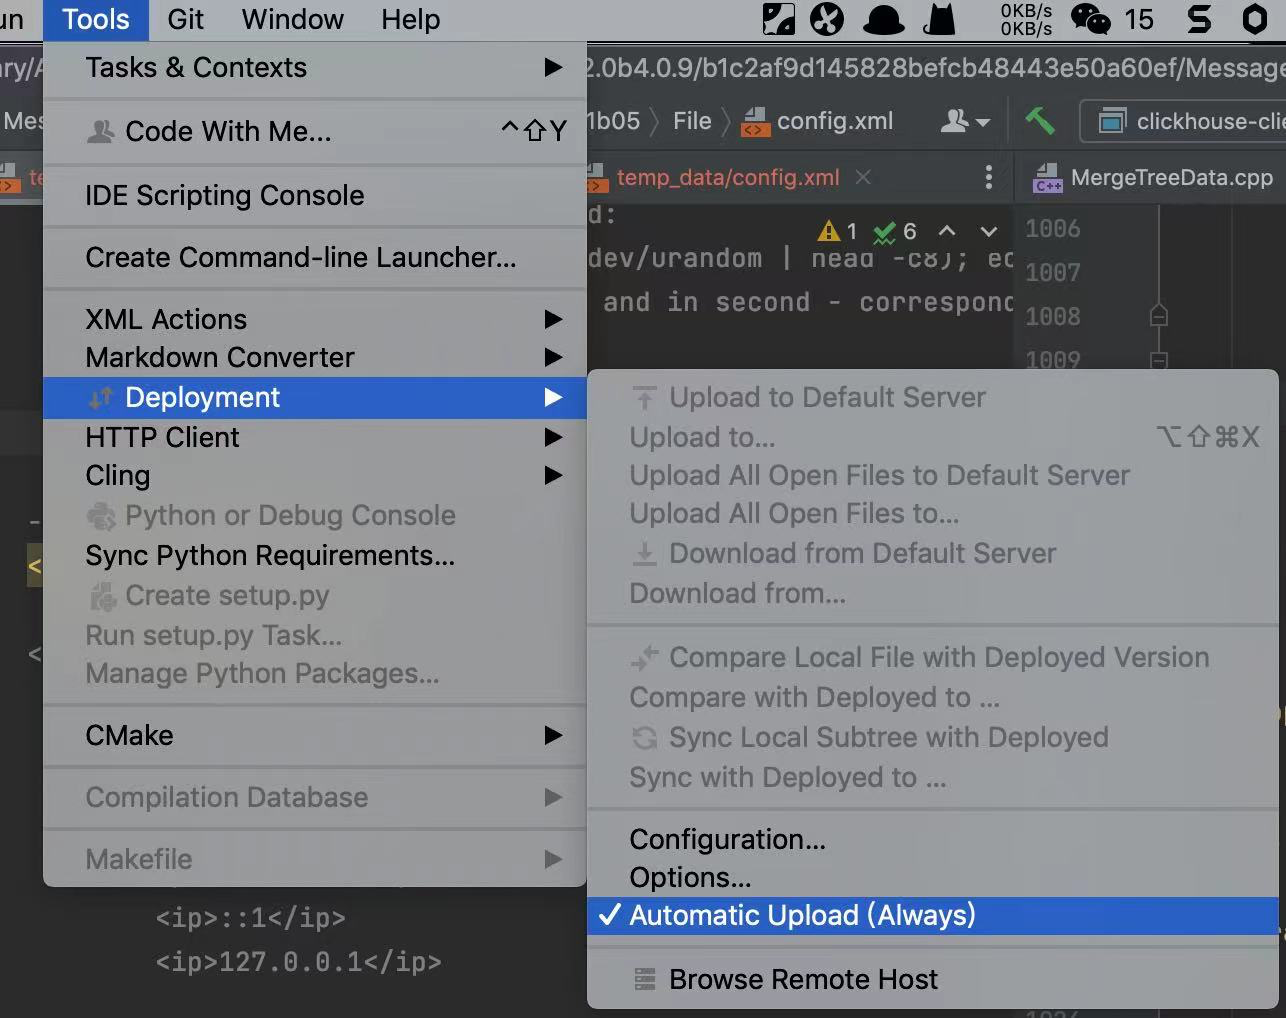 Tools Git Window Help 0KB/s 0KB/s 15
Tasks & Contexts
2.0b4.0.9/b1c2af9d145828befcb48443e50a60ef/Message
Code With Me... ^⇧Y
1b05 File config.xml clickhouse-clie
IDE Scripting Console
temp_data/config.xml MergeTreeData.cpp
d: 1 6 1006
Create Command-line Launcher...
dev/urandom | head -c8); ec 1007
and in second - correspond 1008
XML Actions
Markdown Converter
1009
Deployment
HTTP Client
Cling
Python or Debug Console
Sync Python Requirements...
Create setup.py
Run setup.py Task...
Manage Python Packages...
CMake
Compilation Database
Makefile
Upload to Default Server
Upload to... ⌥⇧⌘X
Upload All Open Files to Default Server
Upload All Open Files to...
Download from Default Server
Download from...
Compare Local File with Deployed Version
Compare with Deployed to ...
Sync Local Subtree with Deployed
Sync with Deployed to ...
Configuration...
Options...
✓ Automatic Upload (Always)
Browse Remote Host
<ip>::1</ip>
<ip>127.0.0.1</ip>